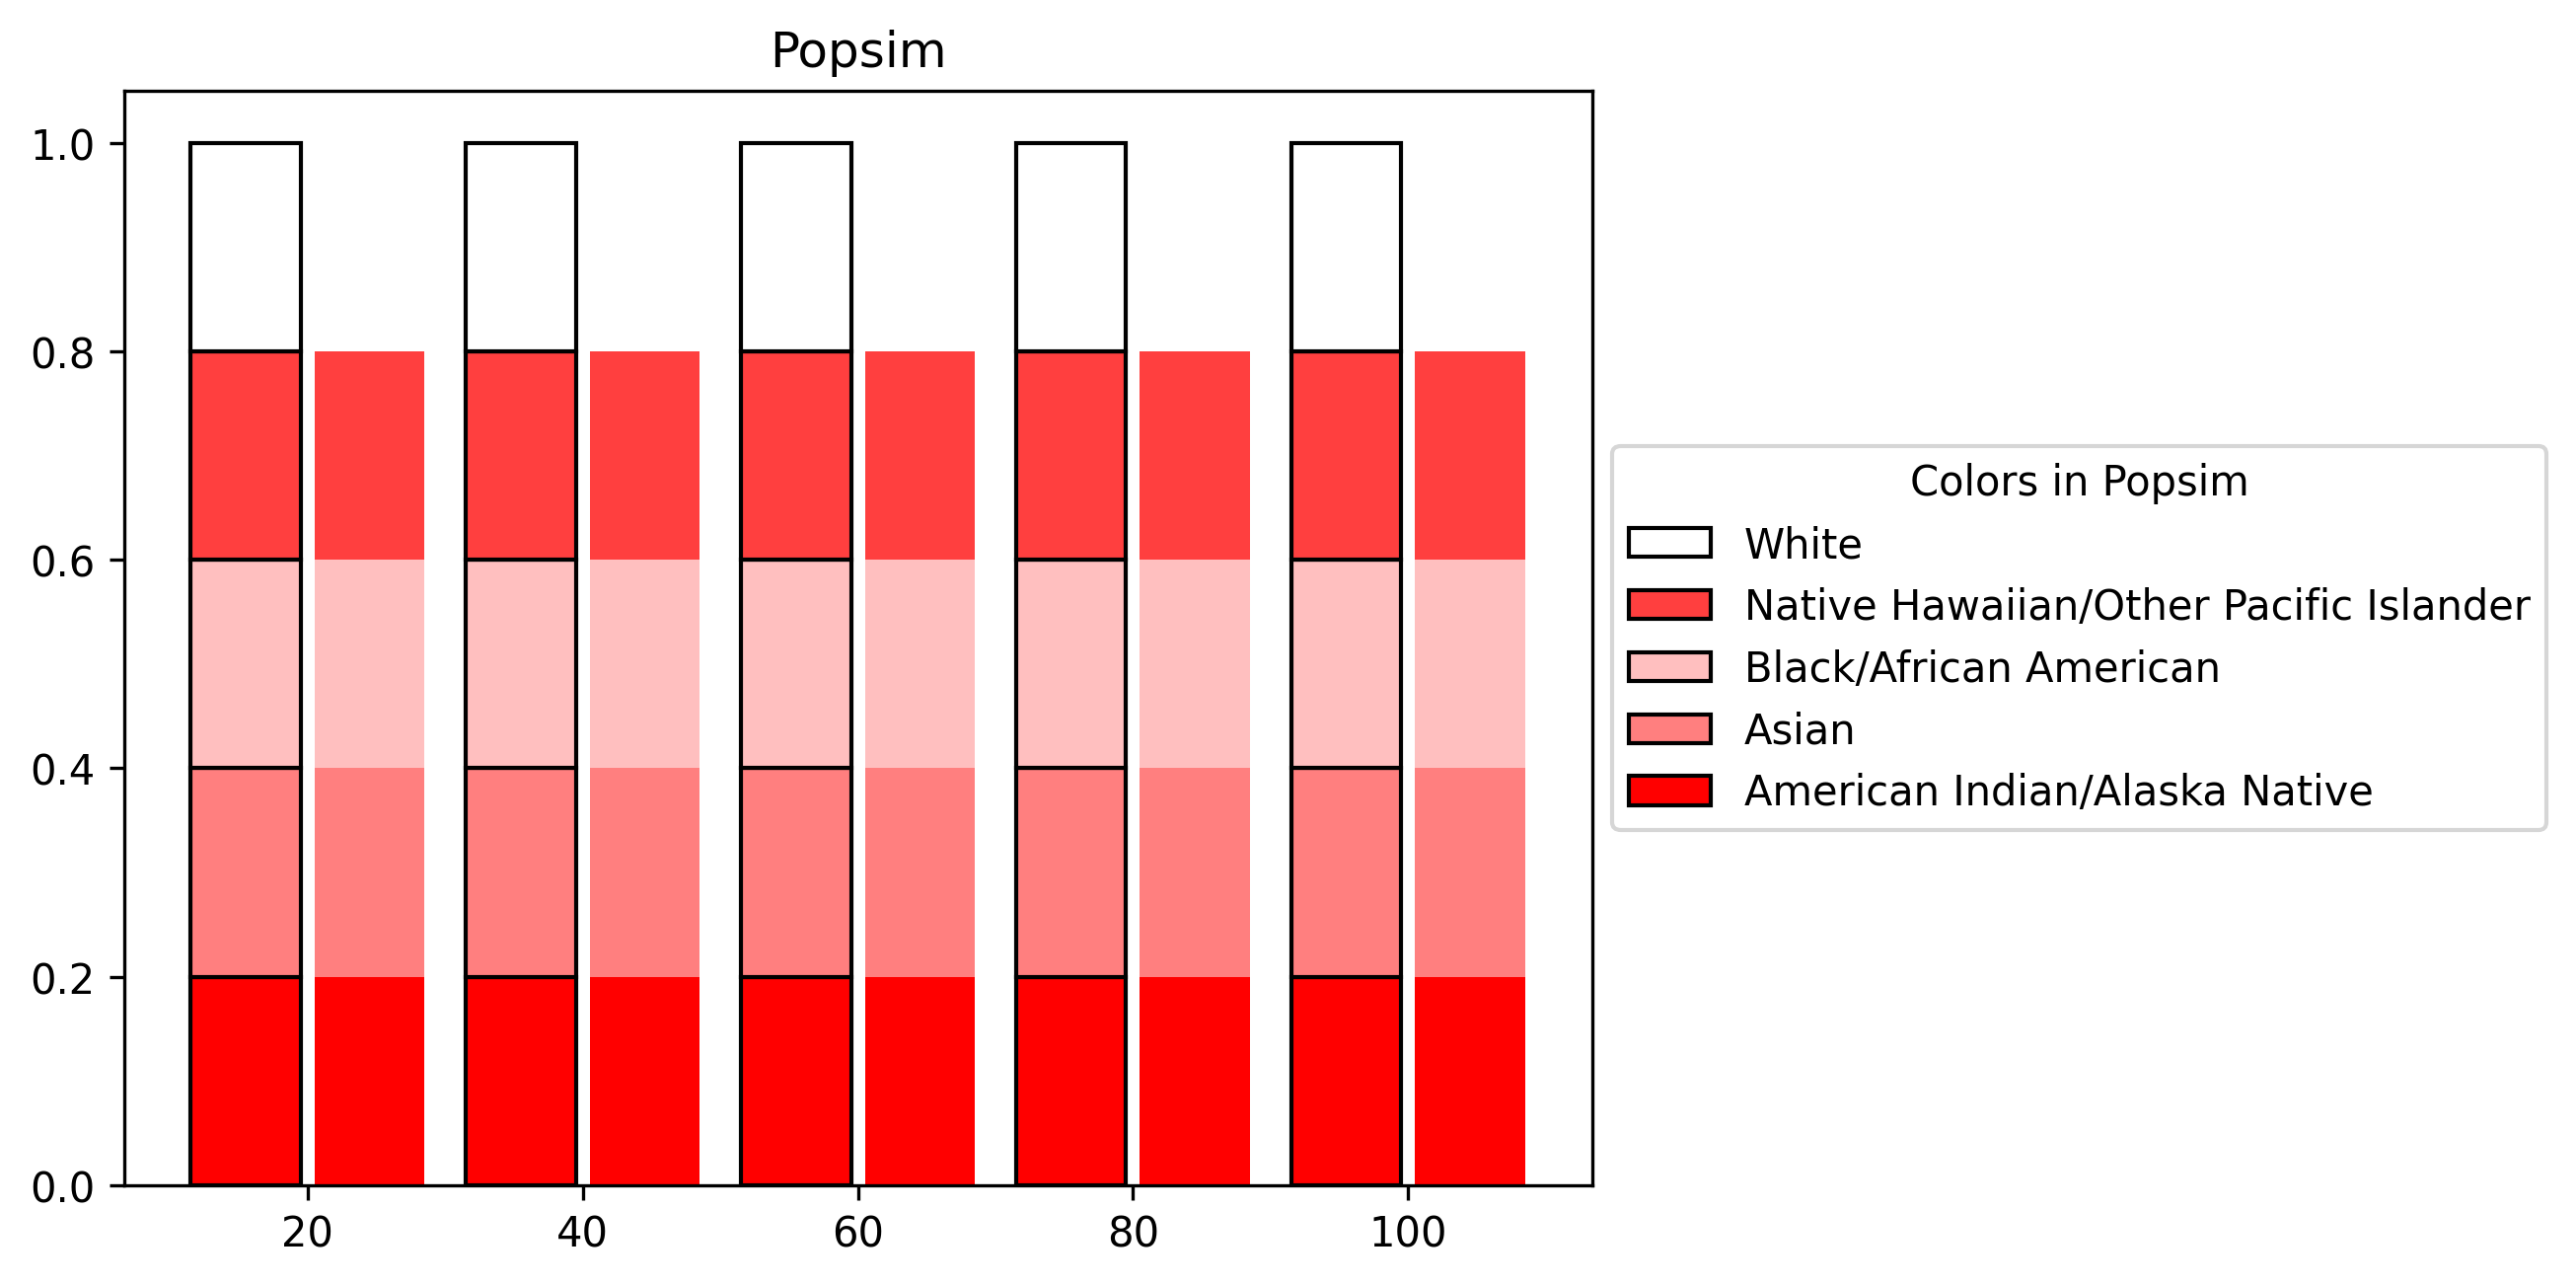 Popsim
1.0
0.8
0.6
0.4
0.2
0.0
20 40 60 80 100
Colors in Popsim
White
Native Hawaiian/Other Pacific Islander
Black/African American
Asian
American Indian/Alaska Native